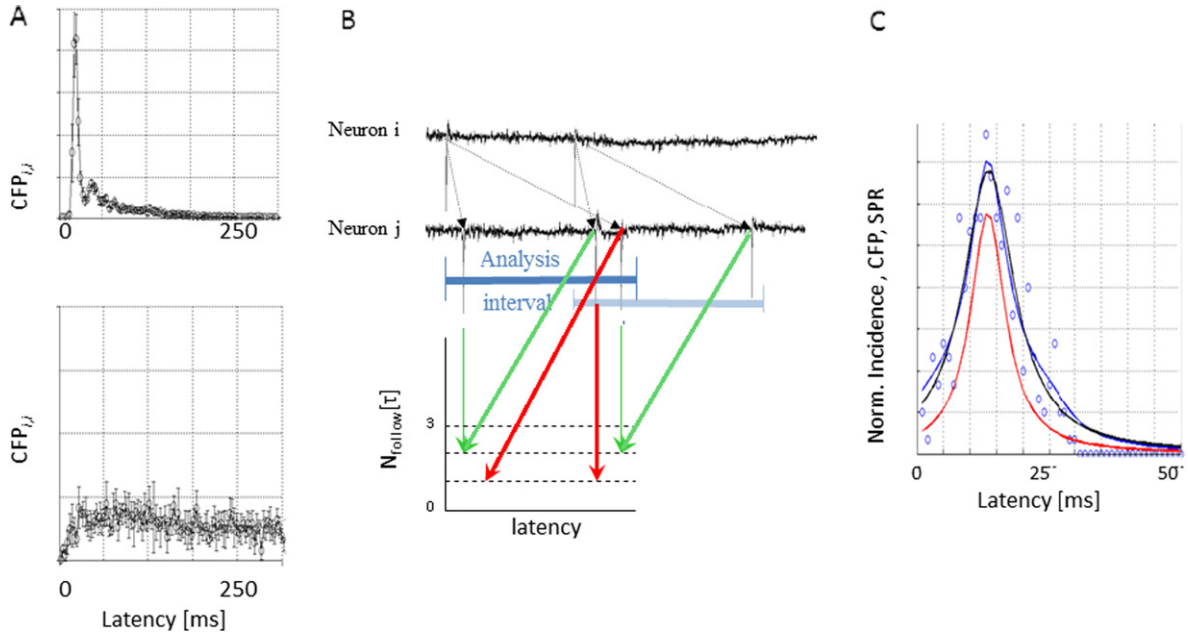 A
CFPi,i
0 250
CFPi,i
0 250
Latency [ms]
B
Neuron i
Neuron j
Analysis
interval
Nfollow[τ]
3
0
latency
C
Norm. Incidence , CFP, SPR
0 25 50
Latency [ms]